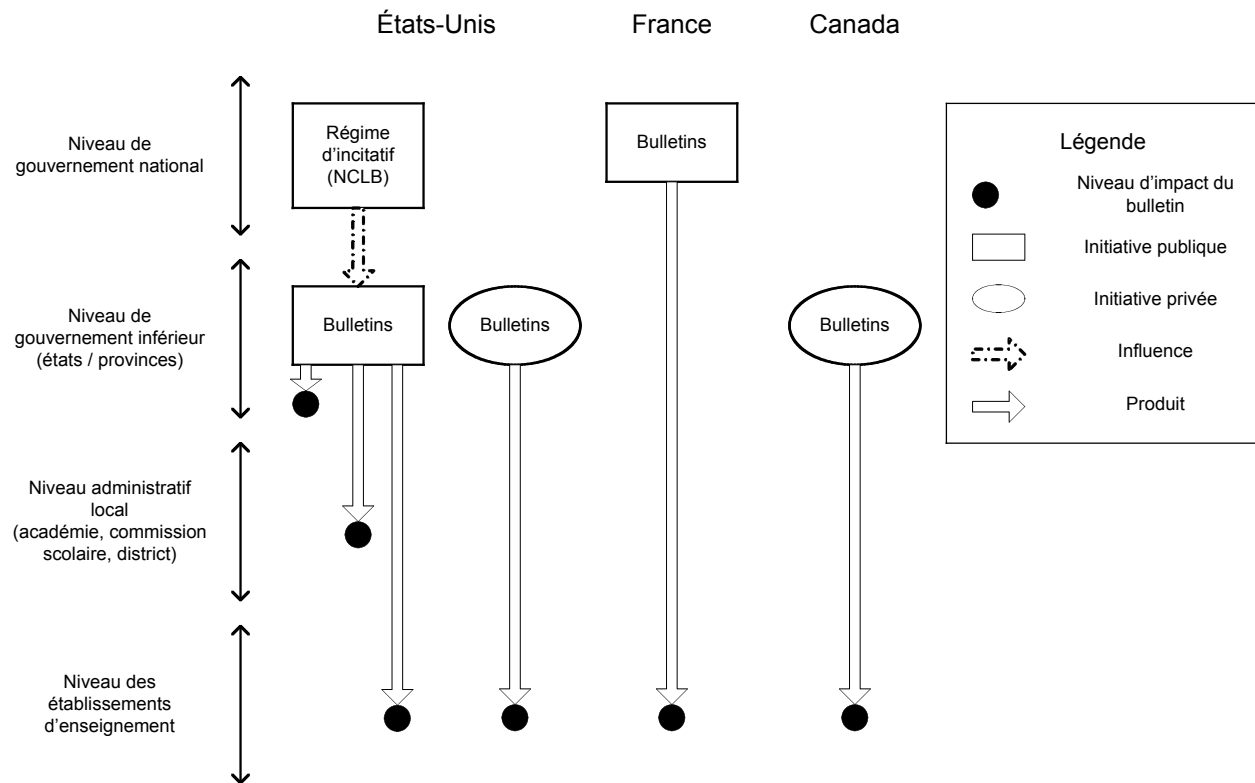 États-Unis
France
Canada
Niveau de
gouvernement national
Régime
d'incitatif
(NCLB)
Bulletins
Niveau de
gouvernement inférieur
(états / provinces)
Bulletins
Bulletins
Bulletins
Niveau administratif
local
(académie, commission
scolaire, district)
Niveau des
établissements
d'enseignement
Légende
Niveau d'impact du
bulletin
Initiative publique
Initiative privée
Influence
Produit